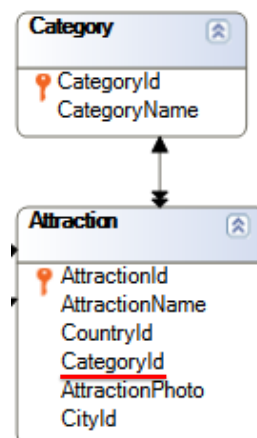 Category
CategoryId
CategoryName
Attraction
AttractionId
AttractionName
CountryId
CategoryId
AttractionPhoto
CityId